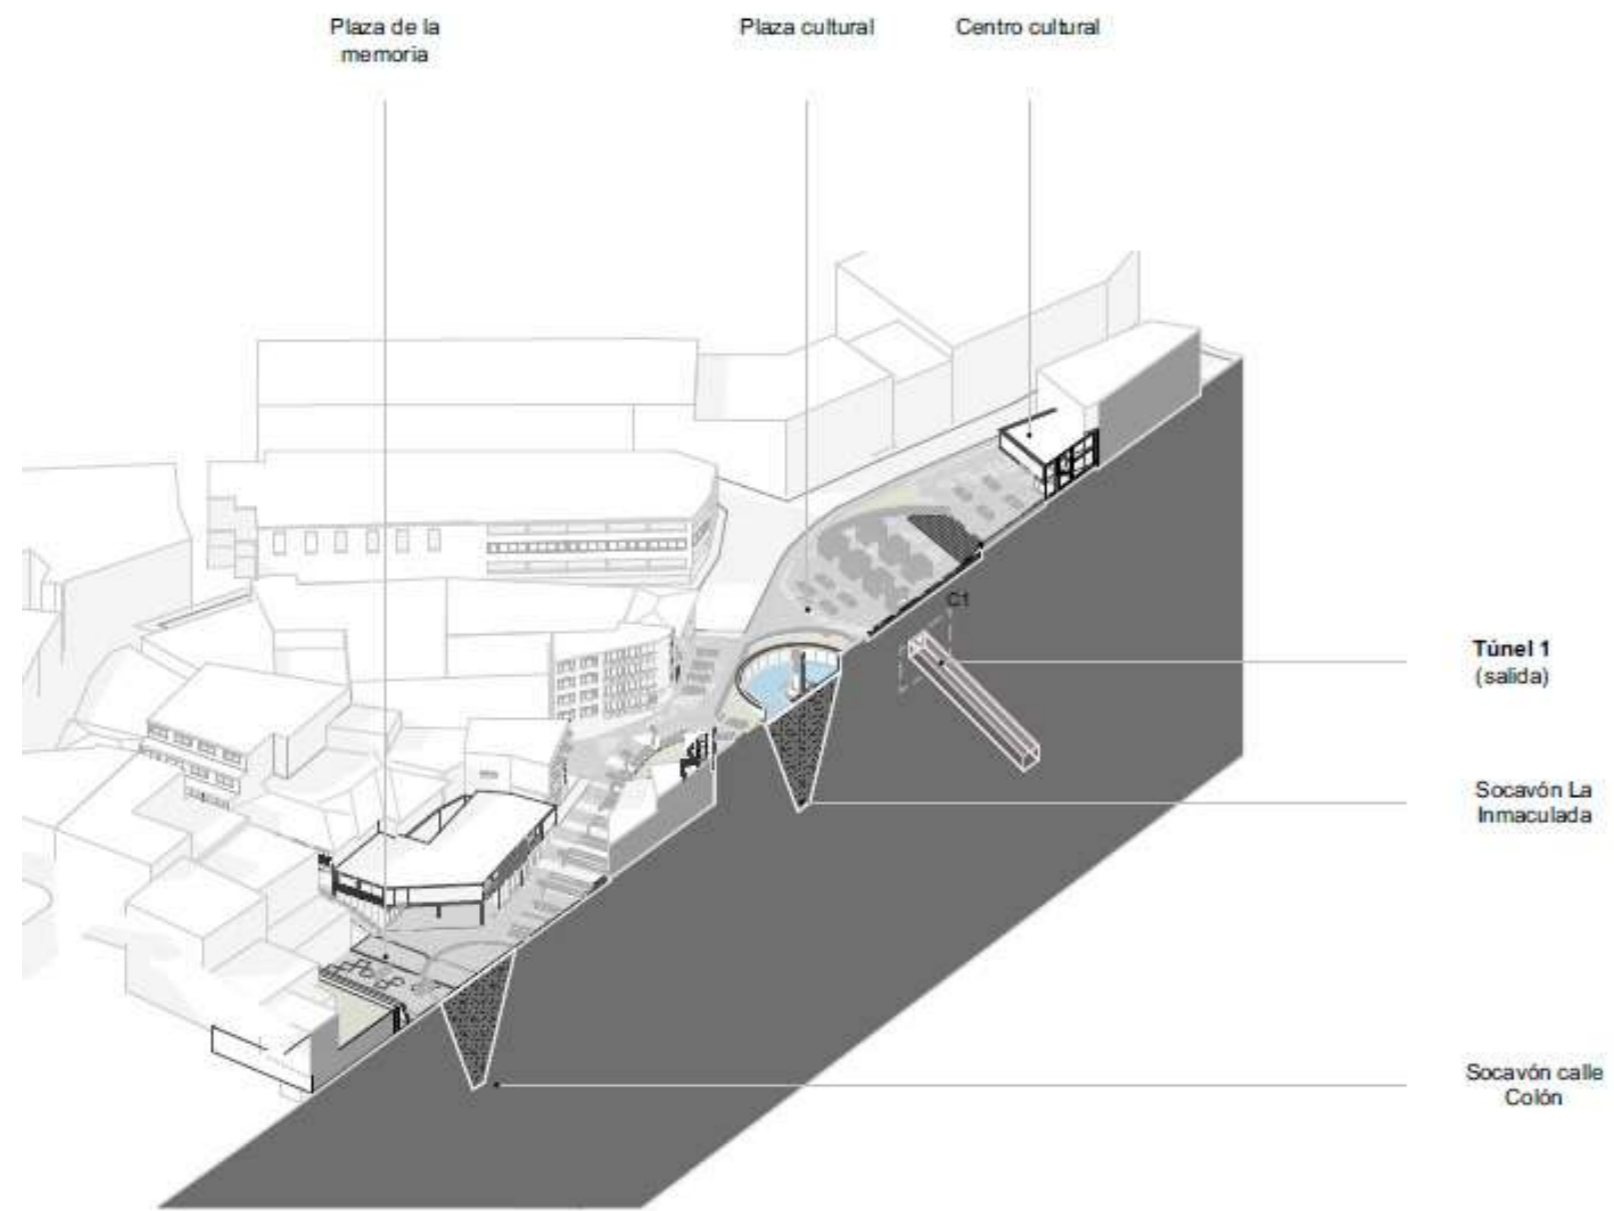 Plaza de la
memoria
Plaza cultural
Centro cultural
C1
Túnel 1
(salida)
Socavón La
Inmaculada
Socavón calle
Colón